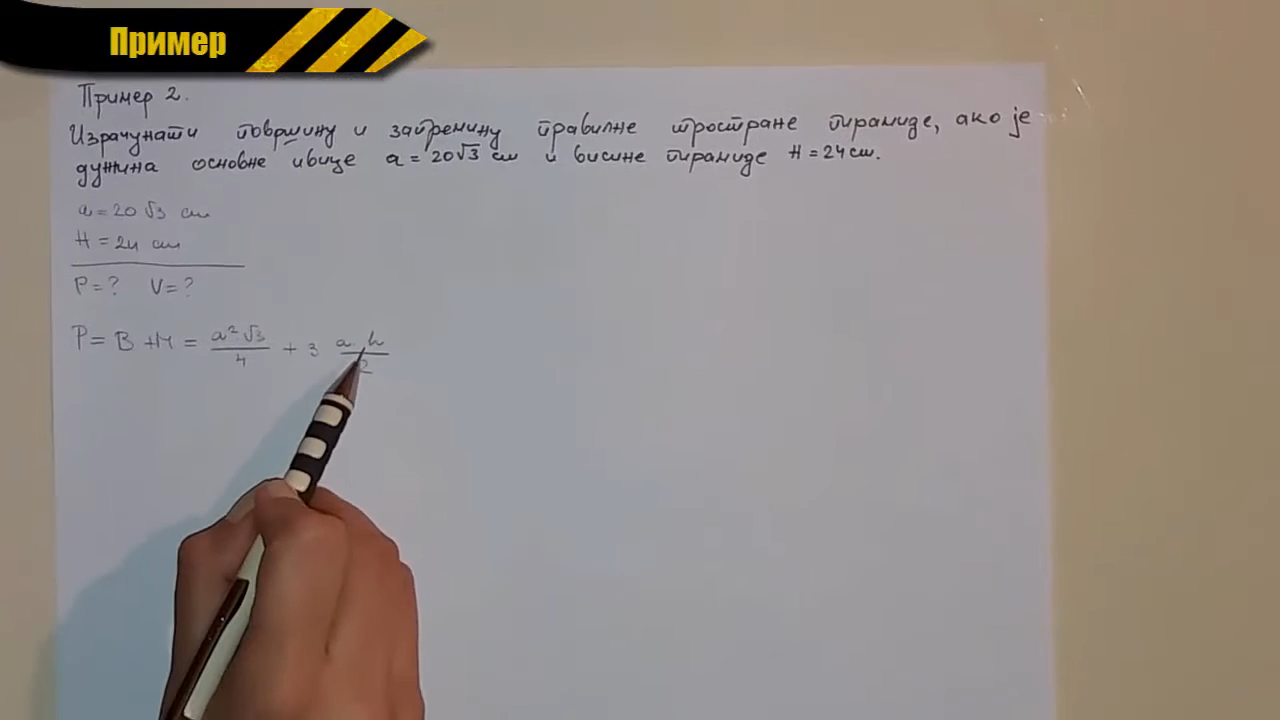 Пример
Пример 2.
Израчунати површину и запремину правилне тростране пирамиде, ако је
дужина основне ивице a = 20√3 cm и висине пирамиде H = 24 cm.
a = 20 √3 cm
H = 24 cm
P = ? V = ?
P = B + M = a²√3/4 + 3 a·h/2